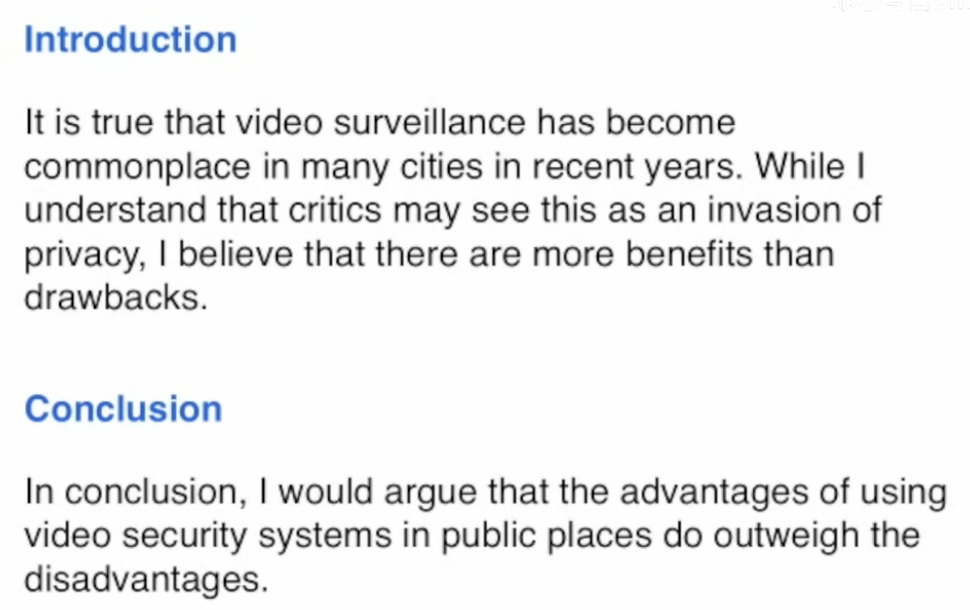 Introduction
It is true that video surveillance has become
commonplace in many cities in recent years. While I
understand that critics may see this as an invasion of
privacy, I believe that there are more benefits than
drawbacks.
Conclusion
In conclusion, I would argue that the advantages of using
video security systems in public places do outweigh the
disadvantages.